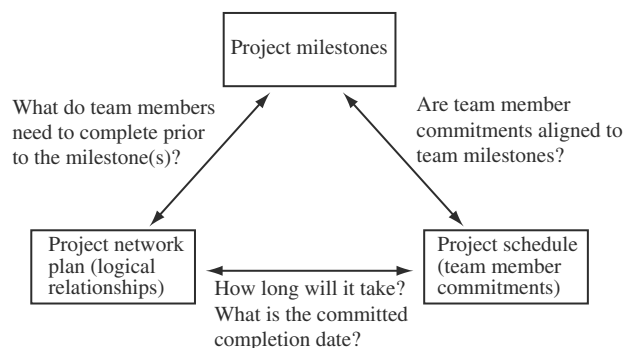 Project milestones
What do team members
need to complete prior
to the milestone(s)?
Are team member
commitments aligned to
team milestones?
Project network
plan (logical
relationships)
Project schedule
(team member
commitments)
How long will it take?
What is the committed
completion date?